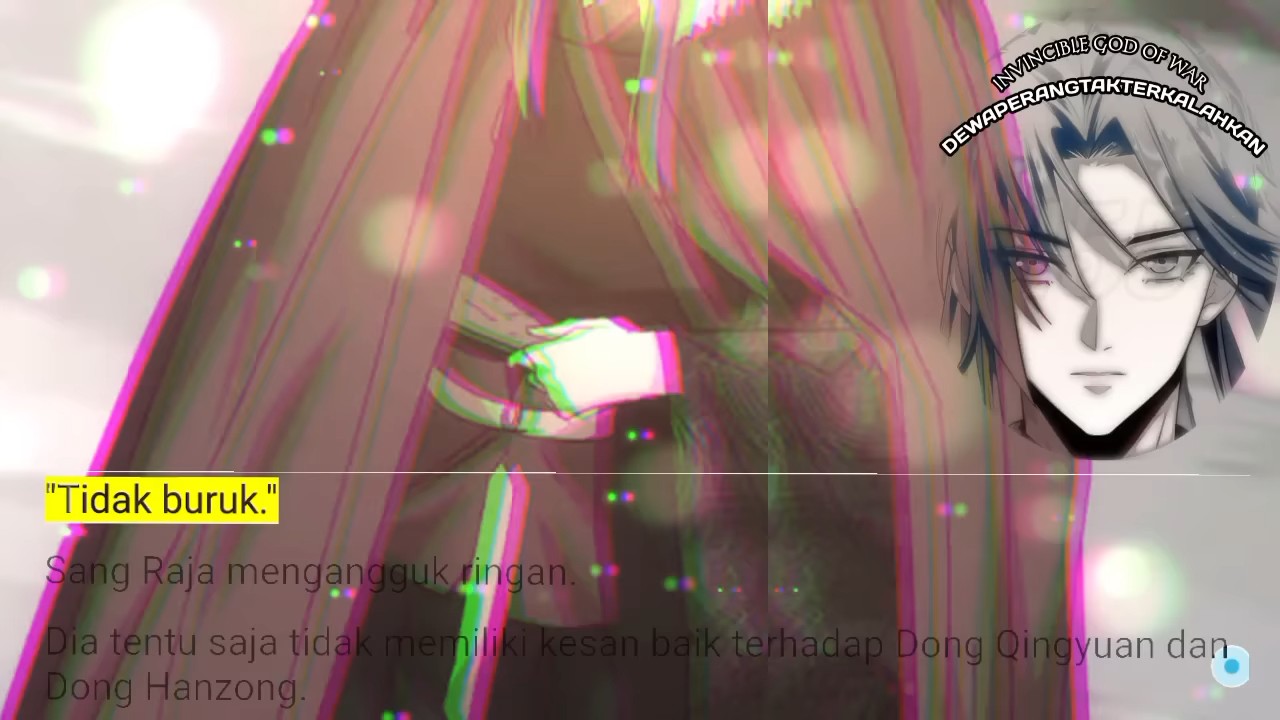 INVINCIBLE GOD OF WAR
DEWAPERANGTAKTERKALAHKAN
"Tidak buruk."
Sang Raja mengangguk ringan.
Dia tentu saja tidak memiliki kesan baik terhadap Dong Qingyuan dan
Dong Hanzong.